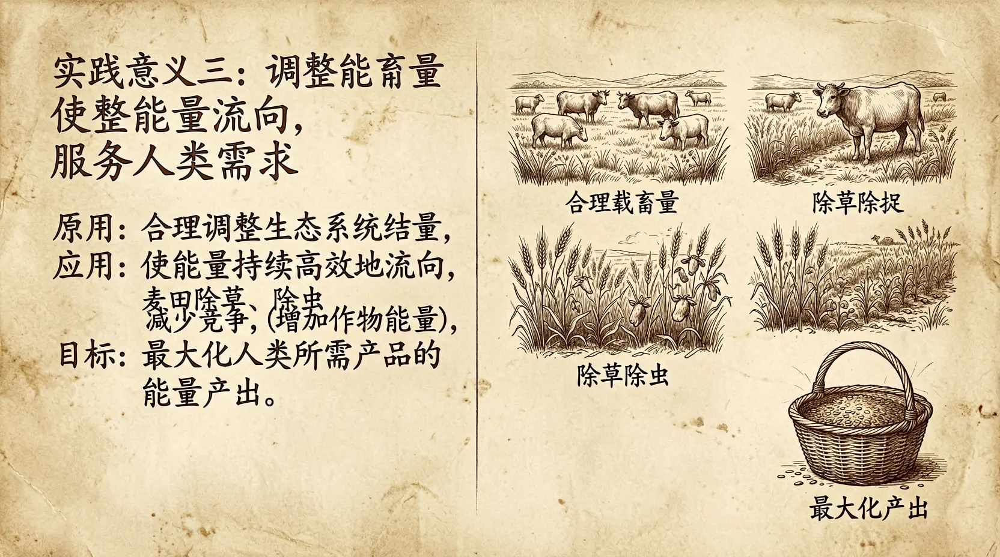 实践意义三：调整能畜量
使整能量流向，
服务人类需求
原用：合理调整生态系统结量，
应用：使能量持续高效地流向，
麦田除草、除虫
减少竞争，(增加作物能量)，
目标：最大化人类所需产品的
能量产出。
合理载畜量
除草除捉
除草除虫
最大化产出